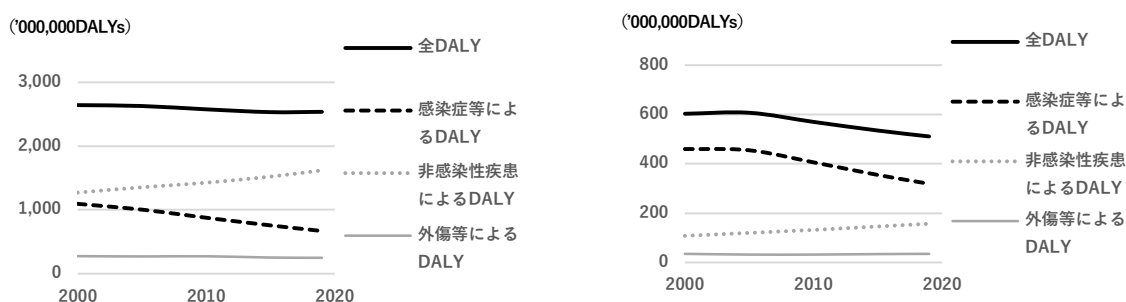 ('000,000DALYs)
3,000
2,000
1,000
0
2000
2010
2020
全DALY
感染症等によ
るDALY
非感染性疾患
によるDALY
外傷等による
DALY
('000,000DALYs)
800
600
400
200
0
2000
2010
2020
全DALY
感染症等によ
るDALY
非感染性疾患
によるDALY
外傷等による
DALY